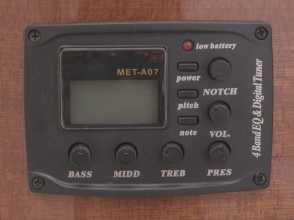 low battery
MET-A07
power
NOTCH
pitch
VOL.
note
BASS MIDD TREB PRES
4 Band EQ & Digital Tuner